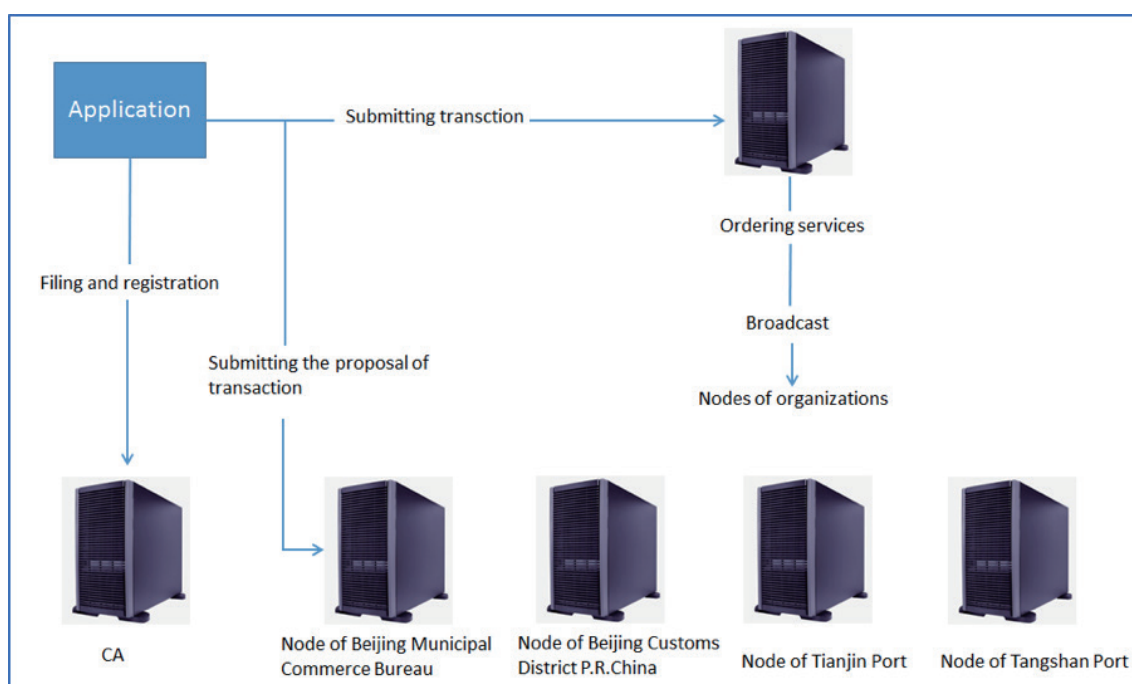 Application
Submitting transction
Ordering services
Filing and registration
Broadcast
Submitting the proposal of
transaction
Nodes of organizations
CA
Node of Beijing Municipal
Commerce Bureau
Node of Beijing Customs
District P.R.China
Node of Tianjin Port
Node of Tangshan Port